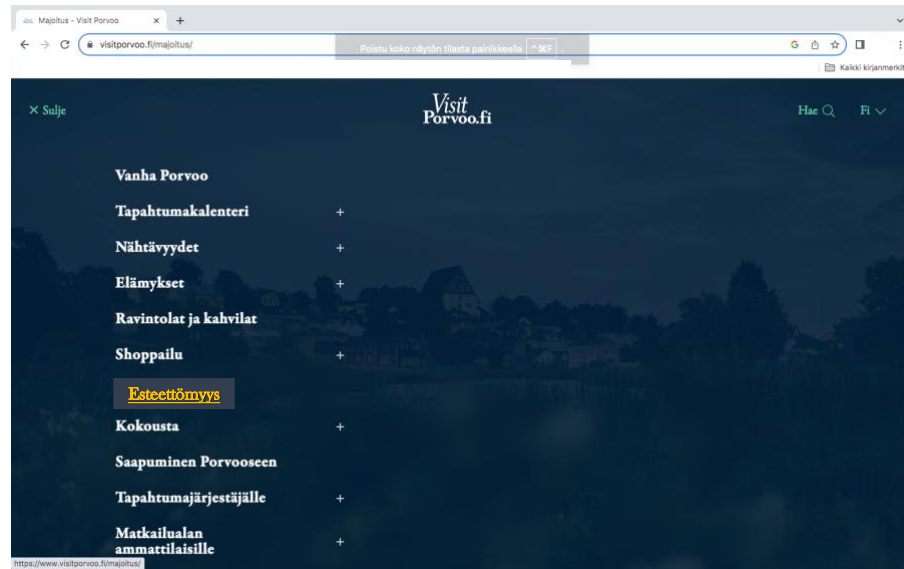 Majoitus - Visit Porvoo
visitporvoo.fi/majoitus/
Poistu koko näytön tilasta painikkeella ^⌘F .
Kaikki kirjanmerkit
Sulje
Visit
Porvoo.fi
Hae
Fi
Vanha Porvoo
Tapahtumakalenteri +
Nähtävyydet +
Elämykset +
Ravintolat ja kahvilat
Shoppailu +
Esteettömyys
Kokousta +
Saapuminen Porvooseen
Tapahtumajärjestäjälle +
Matkailualan
ammattilaisille +
https://www.visitporvoo.fi/majoitus/